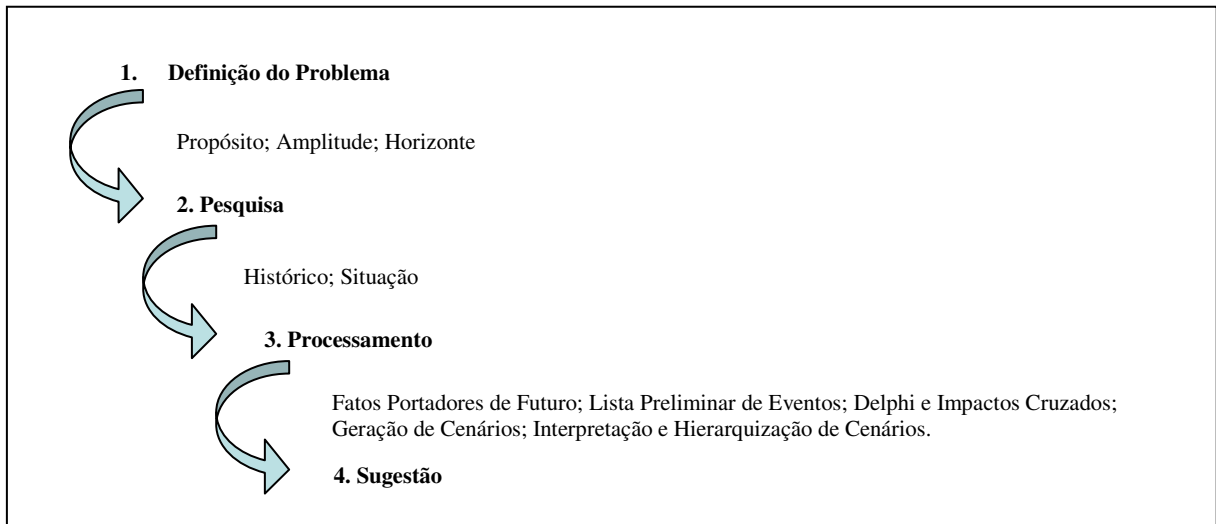 1. Definição do Problema
Propósito; Amplitude; Horizonte
2. Pesquisa
Histórico; Situação
3. Processamento
Fatos Portadores de Futuro; Lista Preliminar de Eventos; Delphi e Impactos Cruzados;
Geração de Cenários; Interpretação e Hierarquização de Cenários.
4. Sugestão